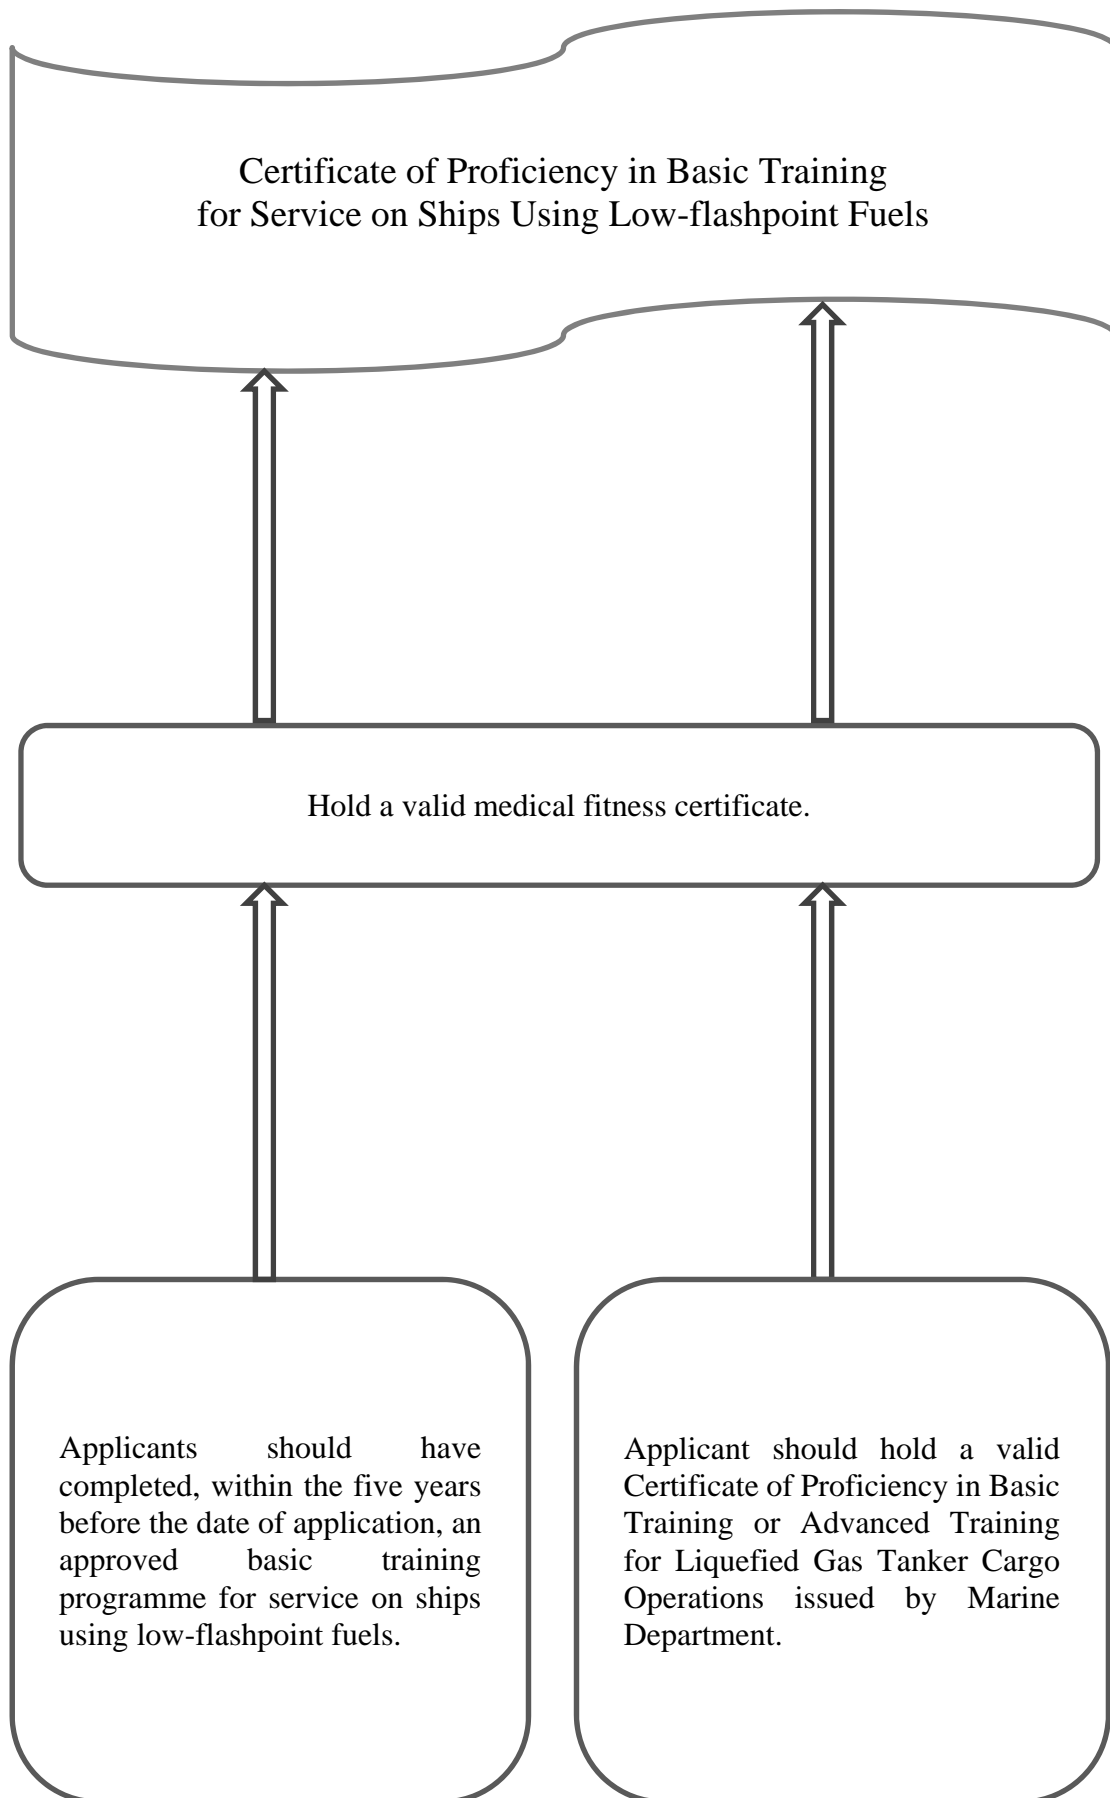 Certificate of Proficiency in Basic Training
for Service on Ships Using Low-flashpoint Fuels
Hold a valid medical fitness certificate.
Applicants should have
completed, within the five years
before the date of application, an
approved basic training
programme for service on ships
using low-flashpoint fuels.
Applicant should hold a valid
Certificate of Proficiency in Basic
Training or Advanced Training
for Liquefied Gas Tanker Cargo
Operations issued by Marine
Department.